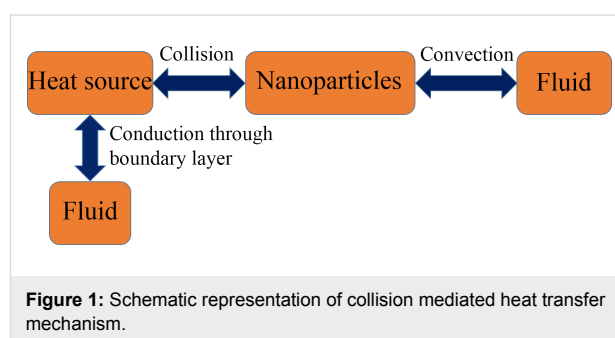 Collision
Convection
Heat source
Nanoparticles
Fluid
Conduction through
boundary layer
Fluid
Figure 1: Schematic representation of collision mediated heat transfer
mechanism.